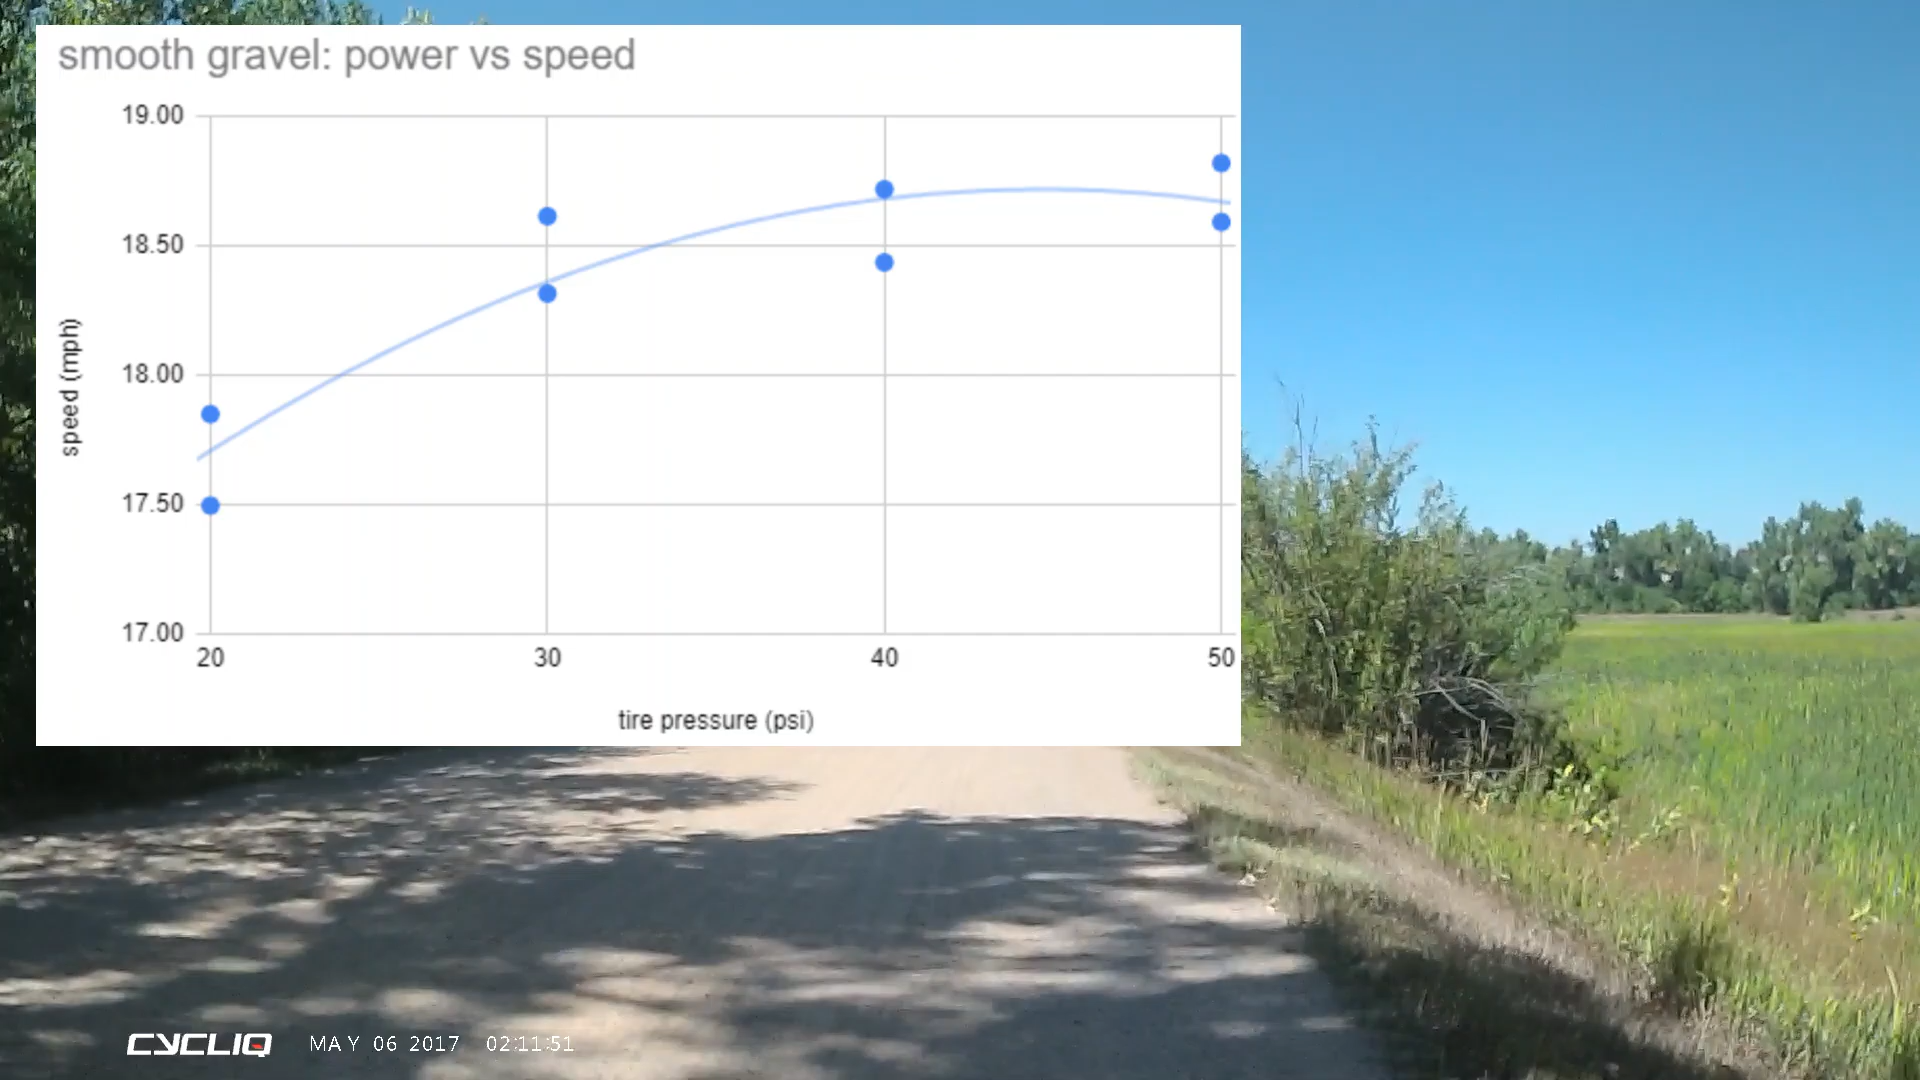 smooth gravel: power vs speed
19.00
18.50
18.00
17.50
17.00
speed (mph)
20 30 40 50
tire pressure (psi)
CYCLIQ MAY 06 2017 02:11:51